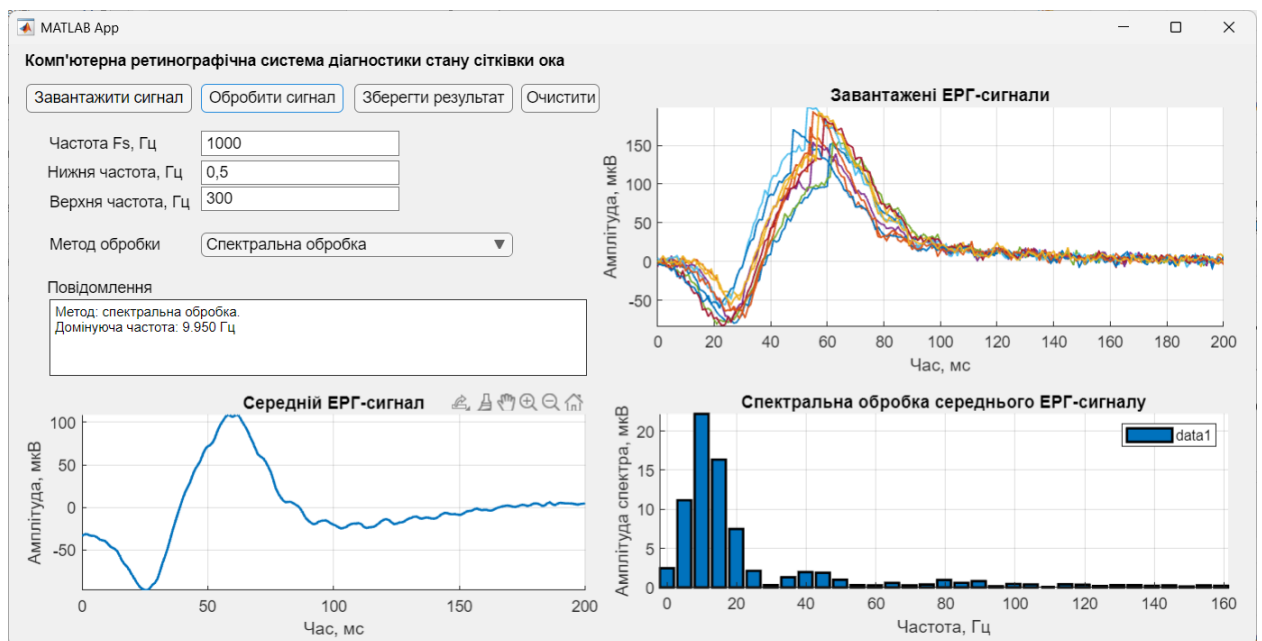 MATLAB App
Комп'ютерна ретинографічна система діагностики стану сітківки ока
Завантажити сигнал Обробити сигнал Зберегти результат Очистити
Частота Fs, Гц 1000
Нижня частота, Гц 0,5
Верхня частота, Гц 300
Метод обробки Спектральна обробка
Повідомлення
Метод: спектральна обробка.
Домінуюча частота: 9.950 Гц
Завантажені ЕРГ-сигнали
Амплітуда, мкВ
150
100
50
0
-50
0 20 40 60 80 100 120 140 160 180 200
Час, мс
Середній ЕРГ-сигнал
Амплітуда, мкВ
100
50
0
-50
0 50 100 150 200
Час, мс
Спектральна обробка середнього ЕРГ-сигналу
Амплітуда спектра, мкВ
20
15
10
5
0
data1
0 20 40 60 80 100 120 140 160
Частота, Гц